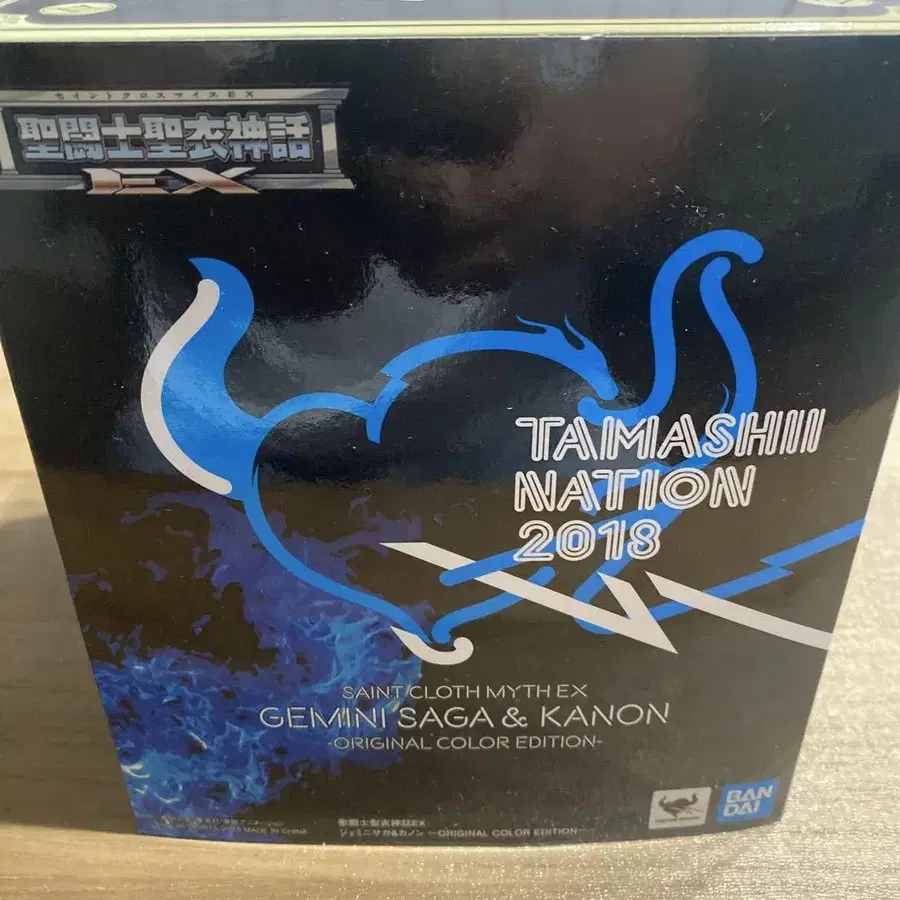 セイントクロスマイスEX
聖闘士聖衣神話
EX
TAMASHII
NATION
2018
SAINT CLOTH MYTH EX
GEMINI SAGA & KANON
-ORIGINAL COLOR EDITION-
MADE IN CHINA
聖闘士聖衣神話EX
ジェミニサガ&カノン -ORIGINAL COLOR EDITION-
BAN
DAI